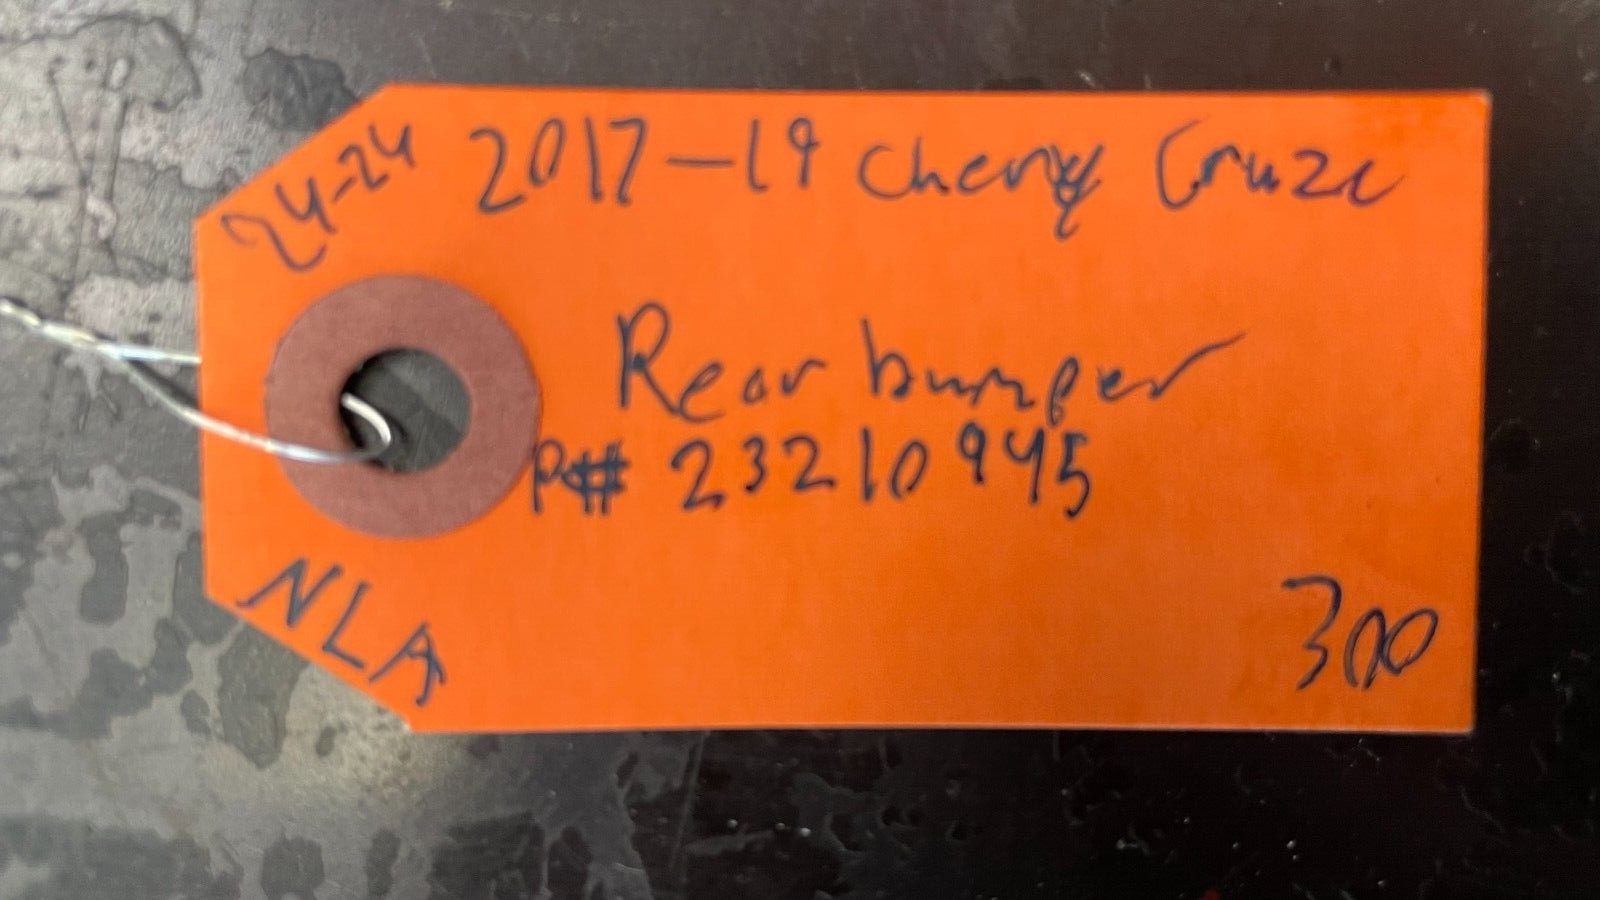 24-24
2017-19 Chevy Cruze
Rear bumper
P# 23210945
NLA
300